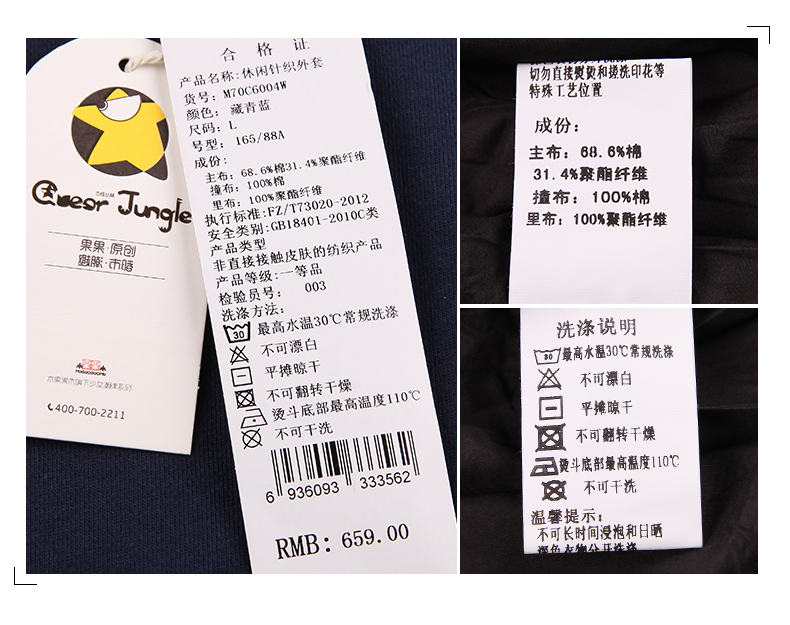 Jungle
果果·原创
400-700-2211
合格证
产品名称:休闲针织外套
货号: M70C6004W
颜色: 藏青蓝
尺码: L
号型: 165/88A
成份:
主布: 68.6%棉31.4%聚酯纤维
撞布: 100%棉
里布: 100%聚酯纤维
执行标准:FZ/T73020-2012
安全类别:GB18401-2010C类
产品类型
非直接接触皮肤的纺织产品
产品等级:一等品
检验员号: 003
洗涤方法:
30 最高水温30℃常规洗涤
不可漂白
平摊晾干
不可翻转干燥
烫斗底部最高温度110℃
不可干洗
6 936093 333562
RMB: 659.00
切勿直接熨烫和搓洗印花等
特殊工艺位置
成份:
主布: 68.6%棉
31.4%聚酯纤维
撞布: 100%棉
里布: 100%聚酯纤维
洗涤说明
30 最高水温30℃常规洗涤
不可漂白
平摊晾干
不可翻转干燥
烫斗底部最高温度110℃
不可干洗
温馨提示:
不可长时间浸泡和日晒
深色衣物分开洗涤